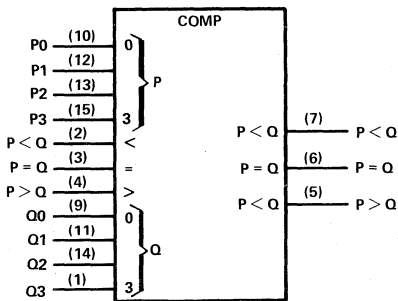 COMP
P0 (10) 0
P1 (12)
P2 (13) P
P3 (15) 3
P < Q (2) <
P = Q (3) =
P > Q (4) >
Q0 (9) 0
Q1 (11)
Q2 (14) Q
Q3 (1) 3
P < Q (7) P < Q
P = Q (6) P = Q
P < Q (5) P > Q